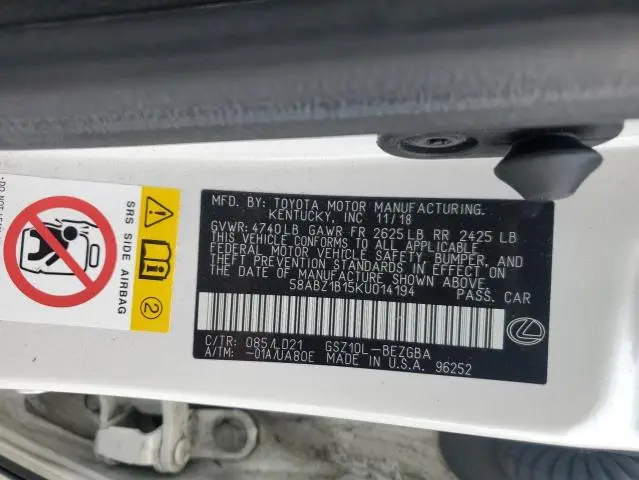 MFD. BY: TOYOTA MOTOR MANUFACTURING.
KENTUCKY, INC 11/18
GVWR: 4740LB GAWR FR 2625LB RR 2425 LB
THIS VEHICLE CONFORMS TO ALL APPLICABLE
FEDERAL MOTOR VEHICLE SAFETY, BUMPER, AND
THEFT PREVENTION STANDARDS IN EFFECT ON
THE DATE OF MANUFACTURE SHOWN ABOVE.
58ABZ1B15KU014194 PASS. CAR
C/TR: 085/LD21 GSZ10L-BEZGBA
A/TM: -01A/UA80E MADE IN U.S.A. 96252
SRS SIDE AIRBAG
2